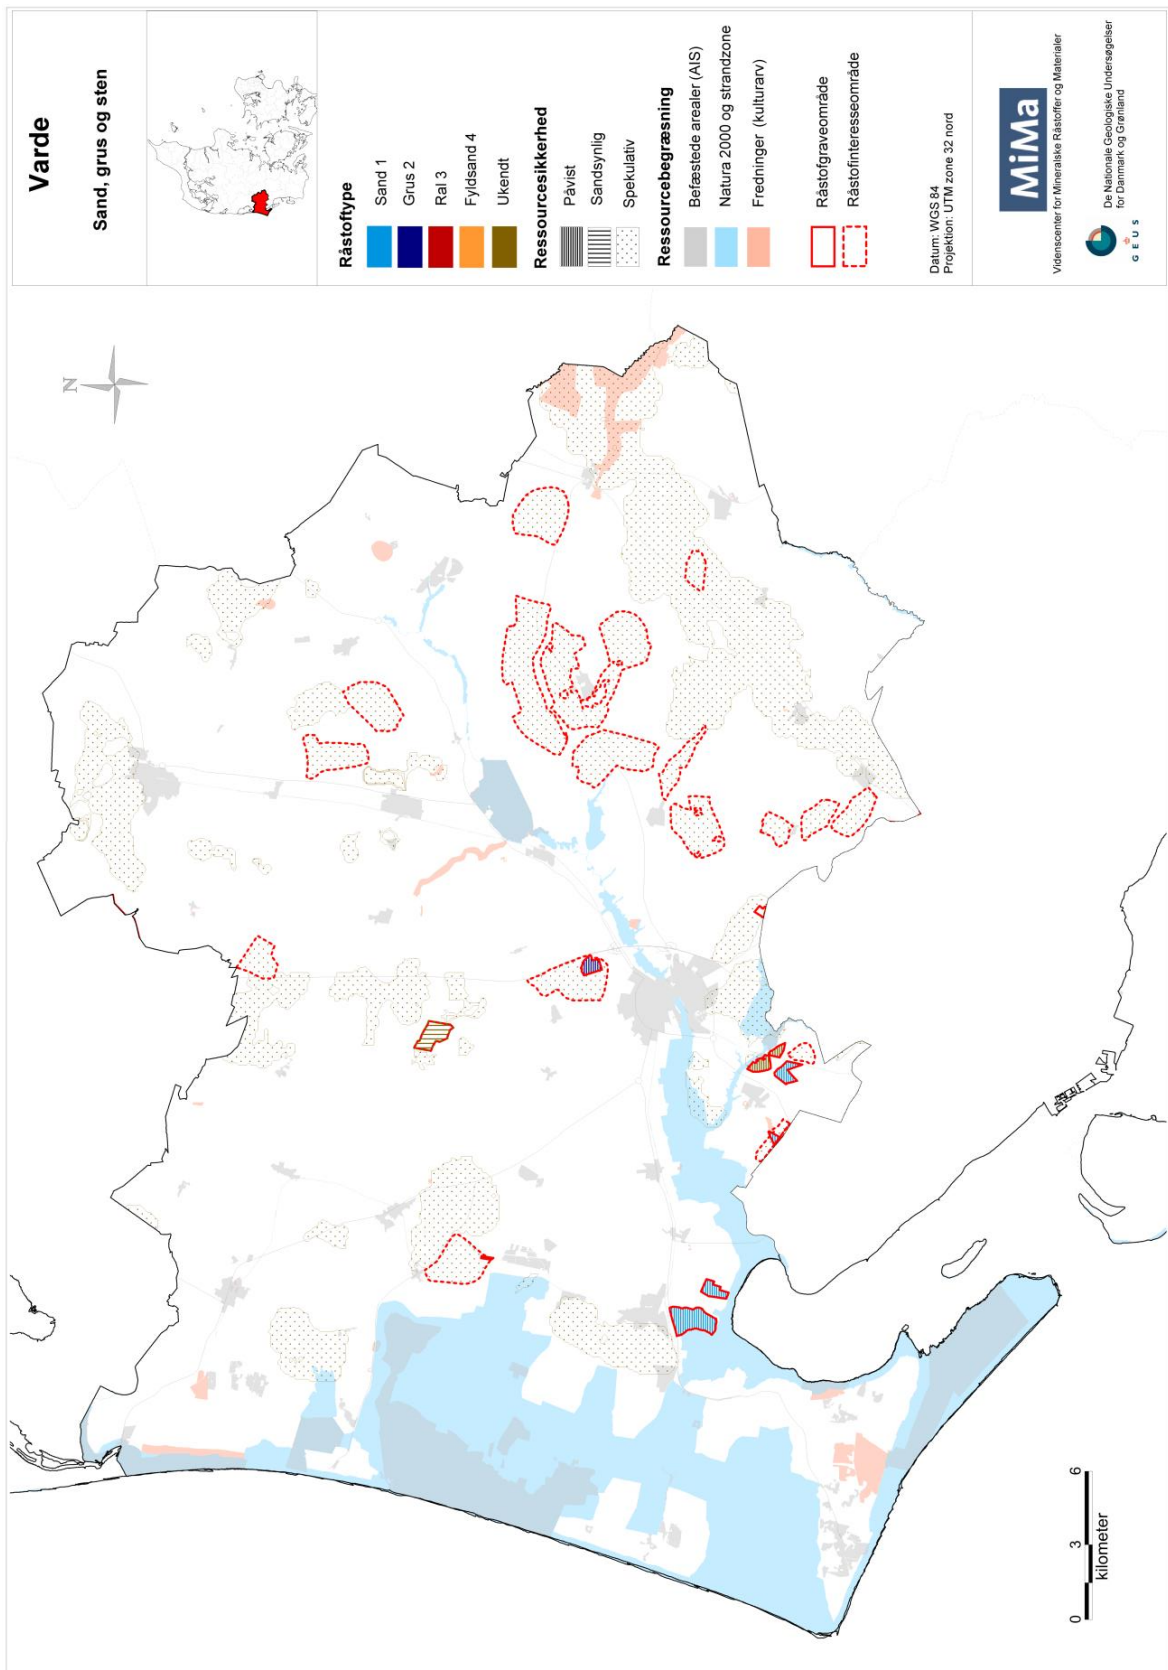 Varde
Sand, grus og sten
Råstoftype
Sand 1
Grus 2
Ral 3
Fyldsand 4
Ukendt
Ressourcesikkerhed
Påvist
Sandsynlig
Spekulativ
Ressourcebegræsning
Befæstede arealer (AIS)
Natura 2000 og strandzone
Fredninger (kulturarv)
Råstofgraveområde
Råstofinteresseområde
Datum: WGS 84
Projektion: UTM zone 32 nord
MiMa
Videnscenter for Mineralske Råstoffer og Materialer
G E U S
De Nationale Geologiske Undersøgelser
for Danmark og Grønland
N
0 3 6
kilometer